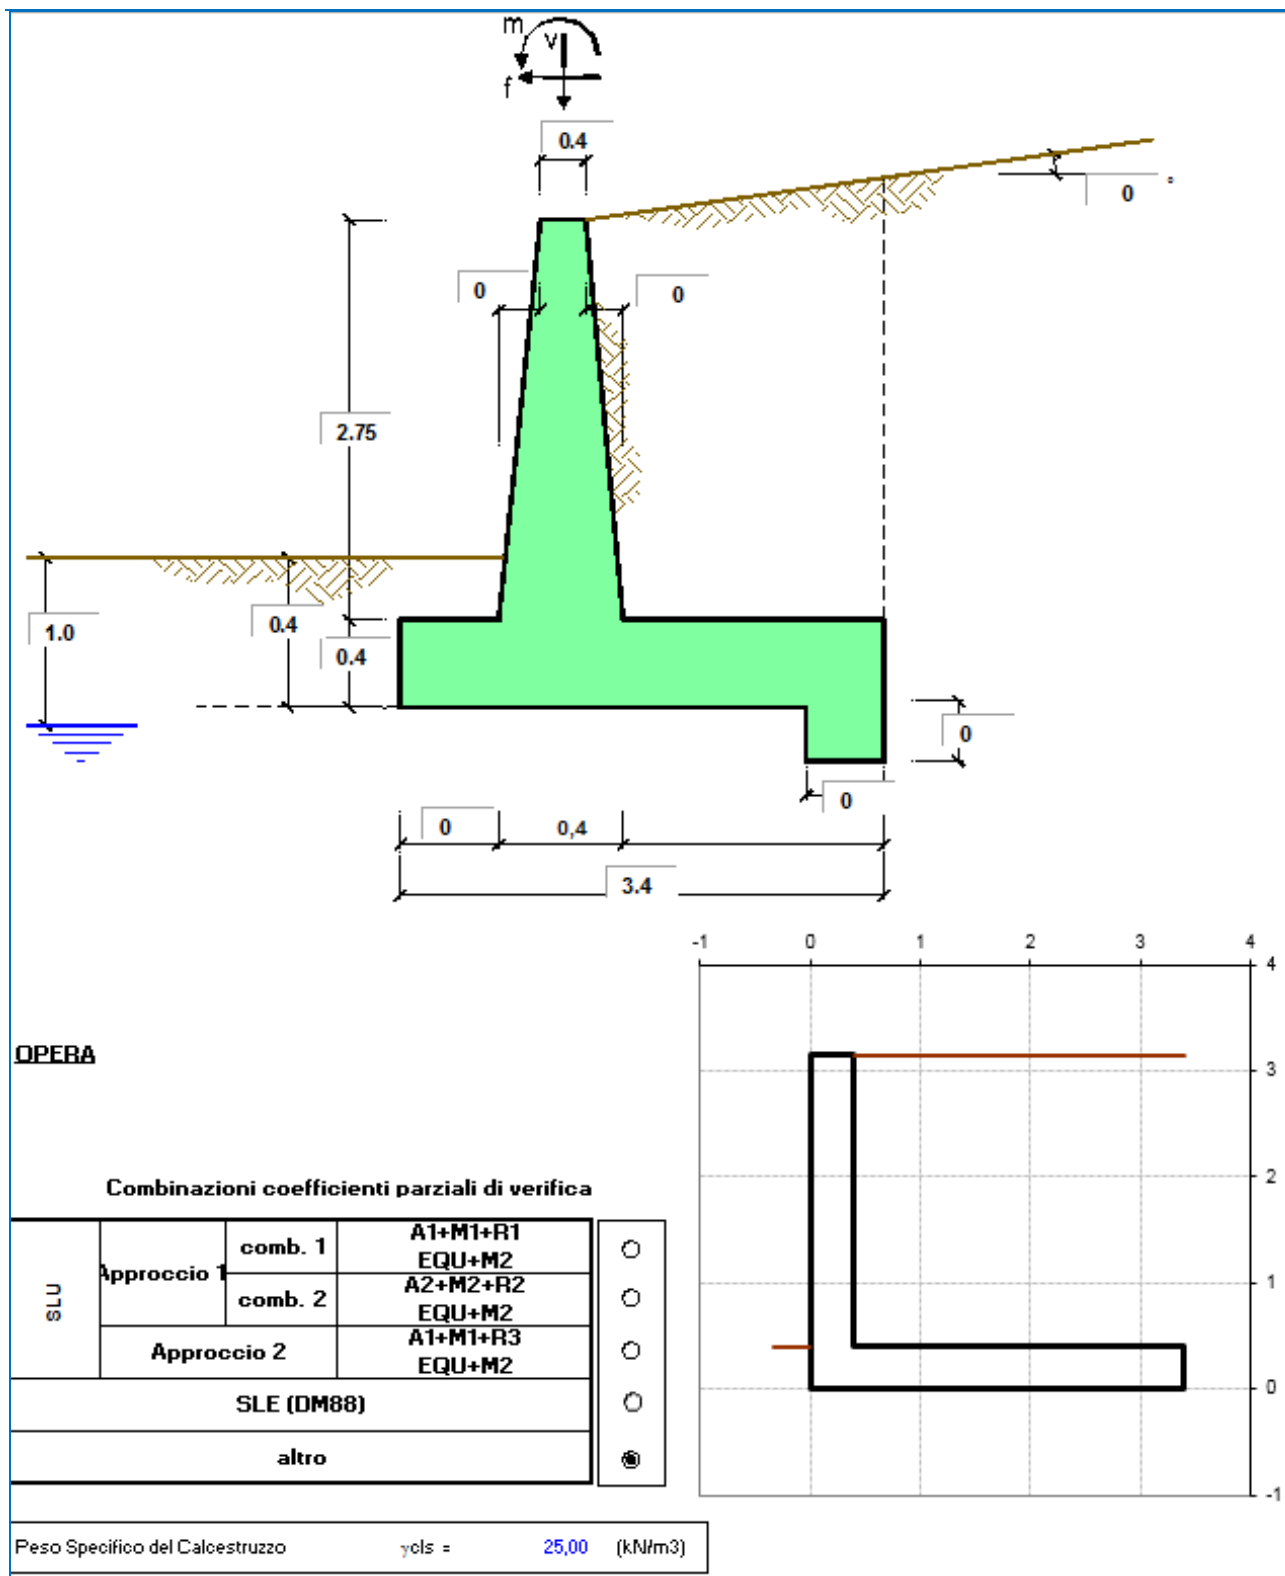 m
v
f
0.4
0 °
0
0
2.75
1.0
0.4
0.4
0
0
0
0,4
3.4
-1 0 1 2 3 4
4
3
2
1
0
-1
OPERA
Combinazioni coefficienti parziali di verifica
SLU
Approccio 1
comb. 1
A1+M1+R1
EQU+M2
comb. 2
A2+M2+R2
EQU+M2
Approccio 2
A1+M1+R3
EQU+M2
SLE (DM88)
altro
Peso Specifico del Calcestruzzo γcls = 25,00 (kN/m3)